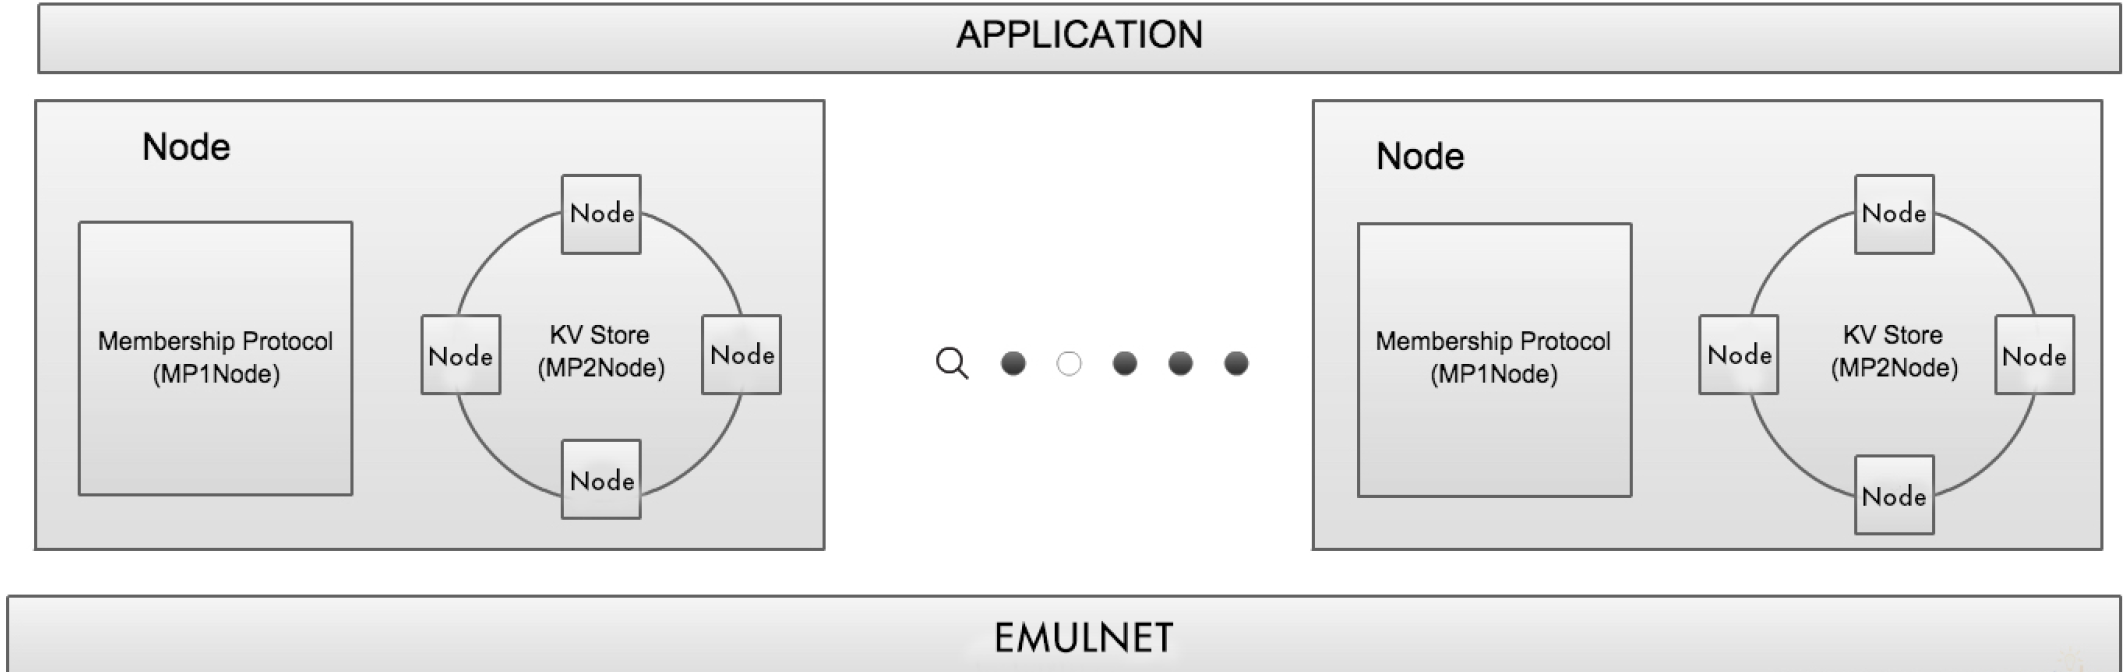 APPLICATION
Node
Node
Membership Protocol
(MP1Node)
Node
KV Store
(MP2Node)
Node
Node
Node
Node
Membership Protocol
(MP1Node)
Node
KV Store
(MP2Node)
Node
Node
Node
EMULNET